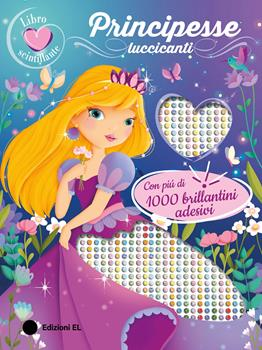 Libro
scintillante
Principesse
luccicanti
Con più di
1000 brillantini
adesivi
Edizioni EL